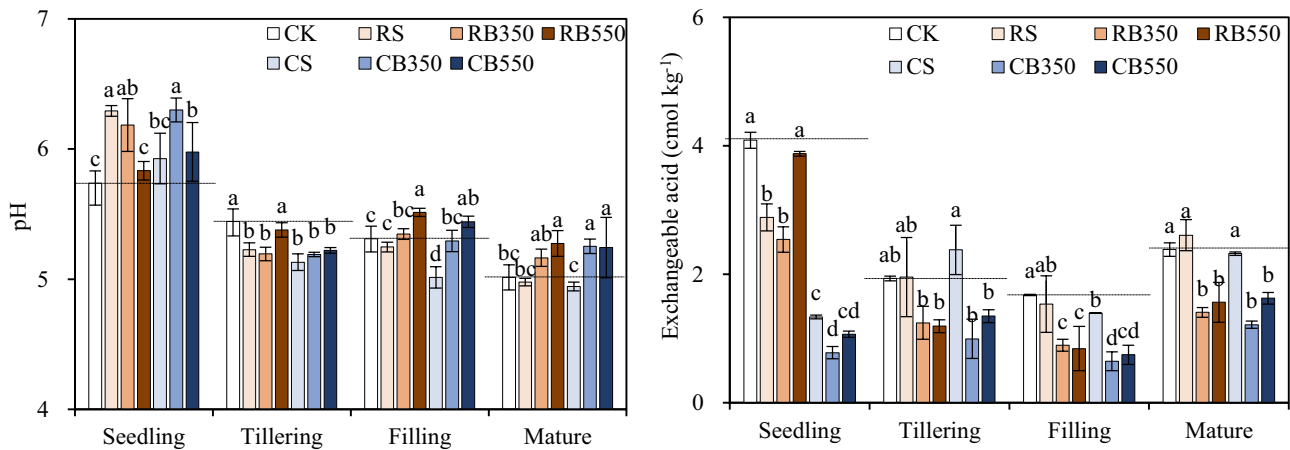 7
6
5
4
pH
CK RS RB350 RB550
CS CB350 CB550
c a ab c bc a b
a b b a b b b
c c bc a d bc ab
bc bc ab a c a a
Seedling Tillering Filling Mature
6
4
2
0
Exchangeable acid (cmol kg⁻¹)
CK RS RB350 RB550
CS CB350 CB550
a b b a c d cd
ab ab b b a b b
a ab c c b d cd
a a b b a b b
Seedling Tillering Filling Mature